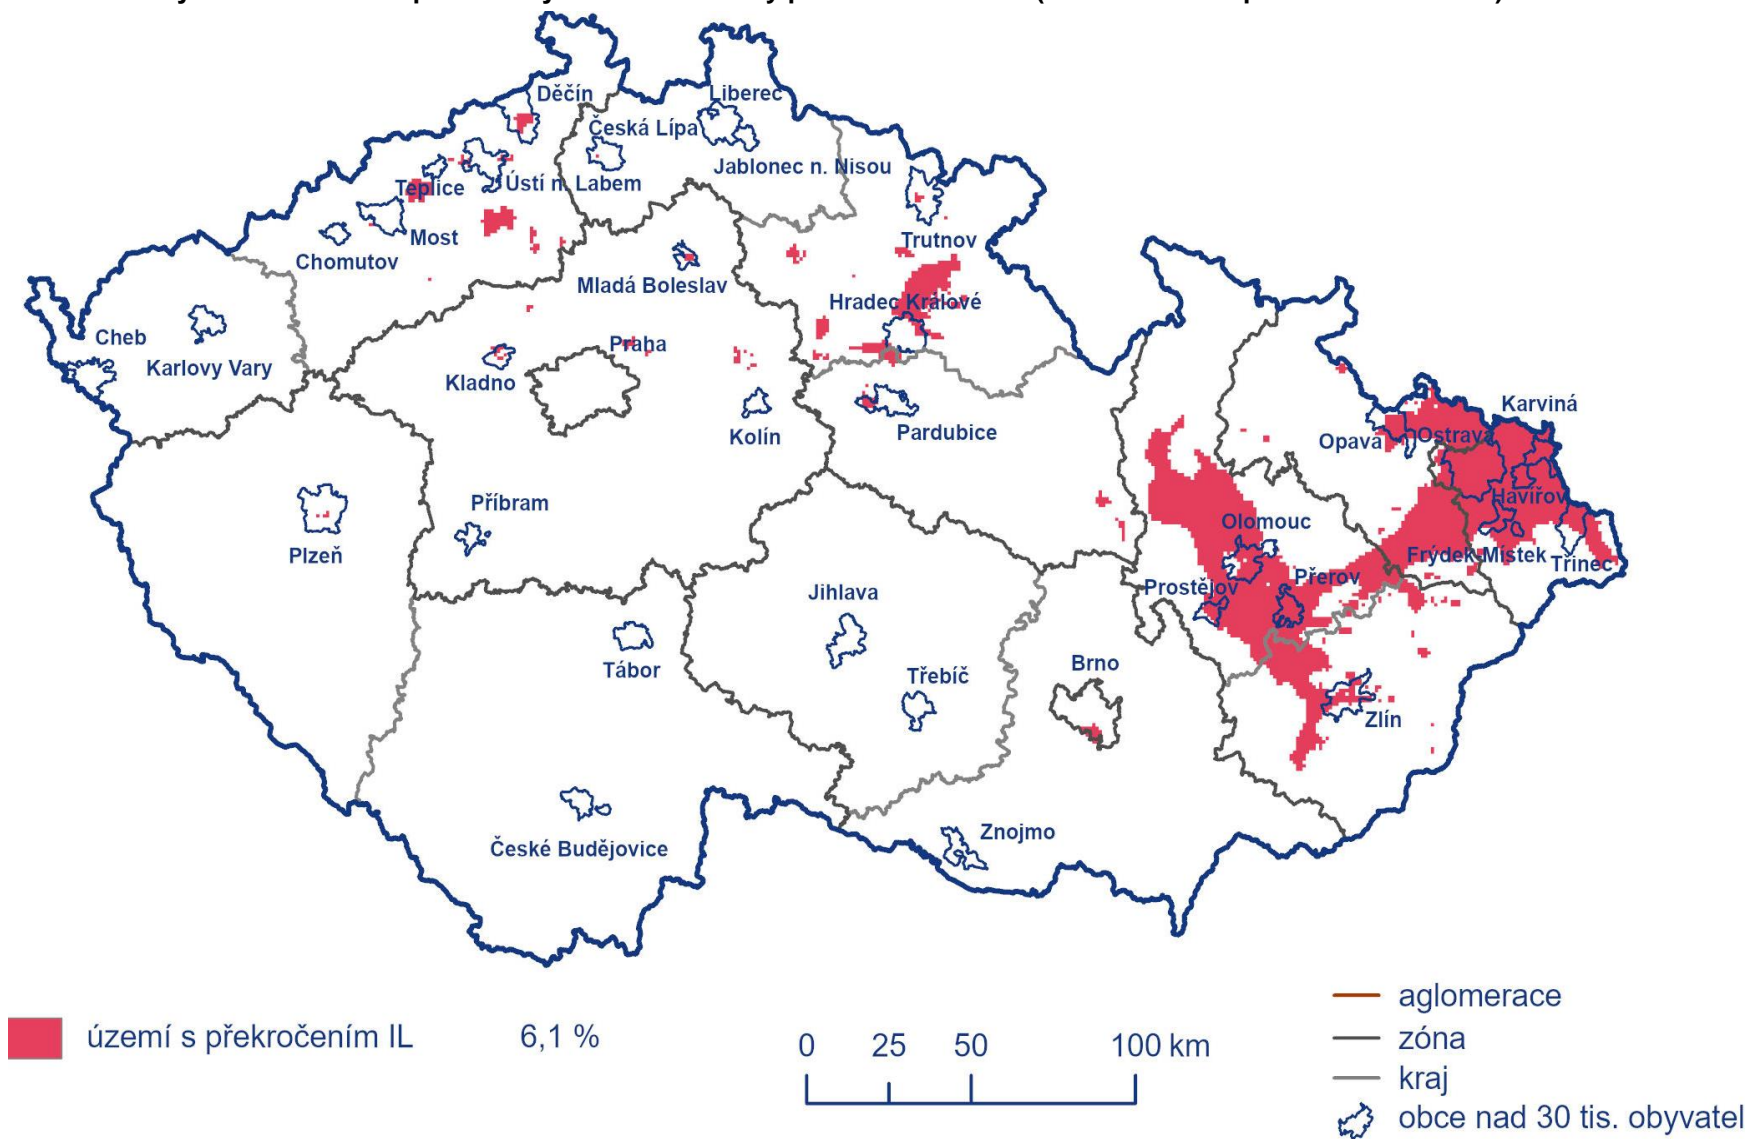 Děčín
Liberec
Česká Lípa
Jablonec n. Nisou
Teplice
Ústí n. Labem
Most
Chomutov
Trutnov
Mladá Boleslav
Hradec Králové
Cheb
Karlovy Vary
Praha
Kladno
Kolín
Pardubice
Karviná
Opava
Ostrava
Havířov
Příbram
Plzeň
Olomouc
Frýdek-Místek
Třinec
Prostějov
Přerov
Jihlava
Tábor
Třebíč
Brno
Zlín
České Budějovice
Znojmo
území s překročením IL 6,1 %
0 25 50 100 km
aglomerace
zóna
kraj
obce nad 30 tis. obyvatel